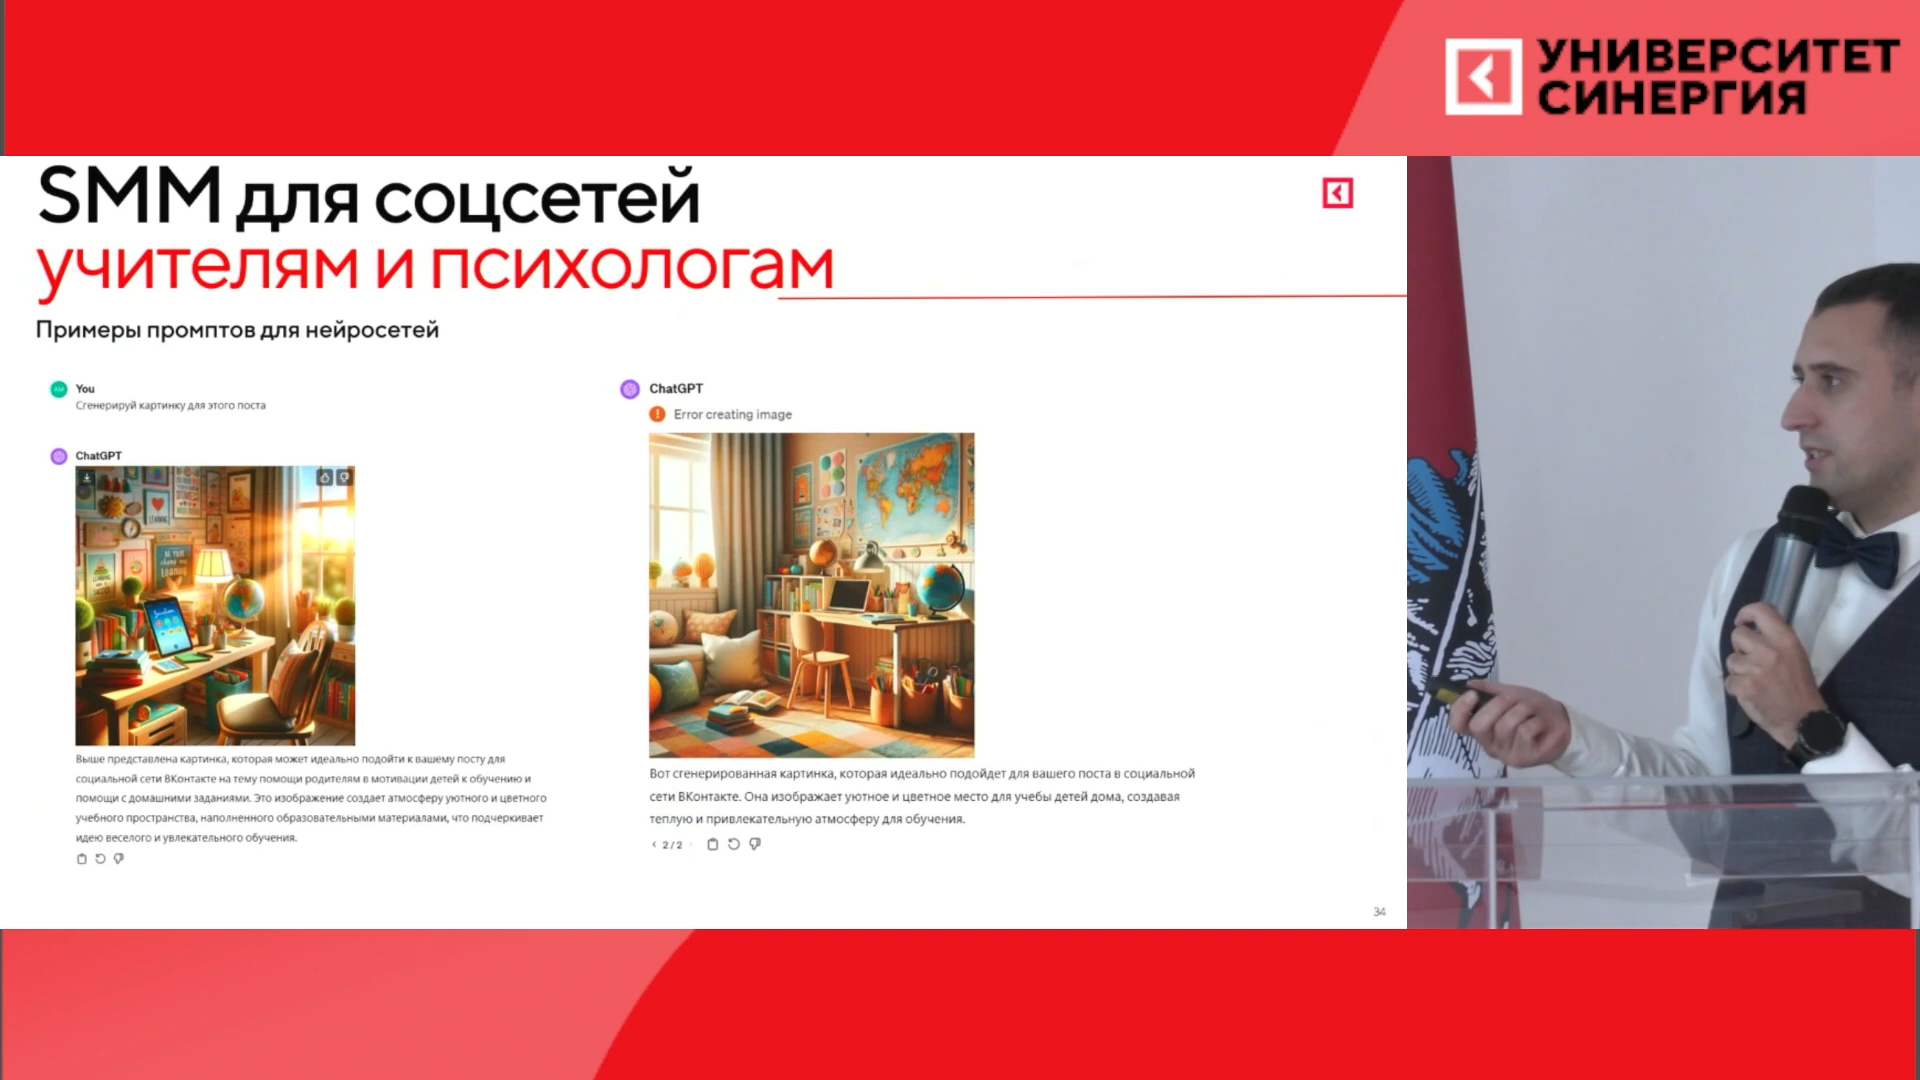 УНИВЕРСИТЕТ
СИНЕРГИЯ
SMM для соцсетей
учителям и психологам
Примеры промптов для нейросетей
You
Сгенерируй картинку для этого поста
ChatGPT
Выше представлена картинка, которая может идеально подойти к вашему посту для
социальной сети ВКонтакте на тему помощи родителям в мотивации детей к обучению и
помощи с домашними заданиями. Это изображение создает атмосферу уютного и цветного
учебного пространства, наполненного образовательными материалами, что подчеркивает
идею веселого и увлекательного обучения.
ChatGPT
Error creating image
Вот сгенерированная картинка, которая идеально подойдет для вашего поста в социальной
сети ВКонтакте. Она изображает уютное и цветное место для учебы детей дома, создавая
теплую и привлекательную атмосферу для обучения.
2/2
34